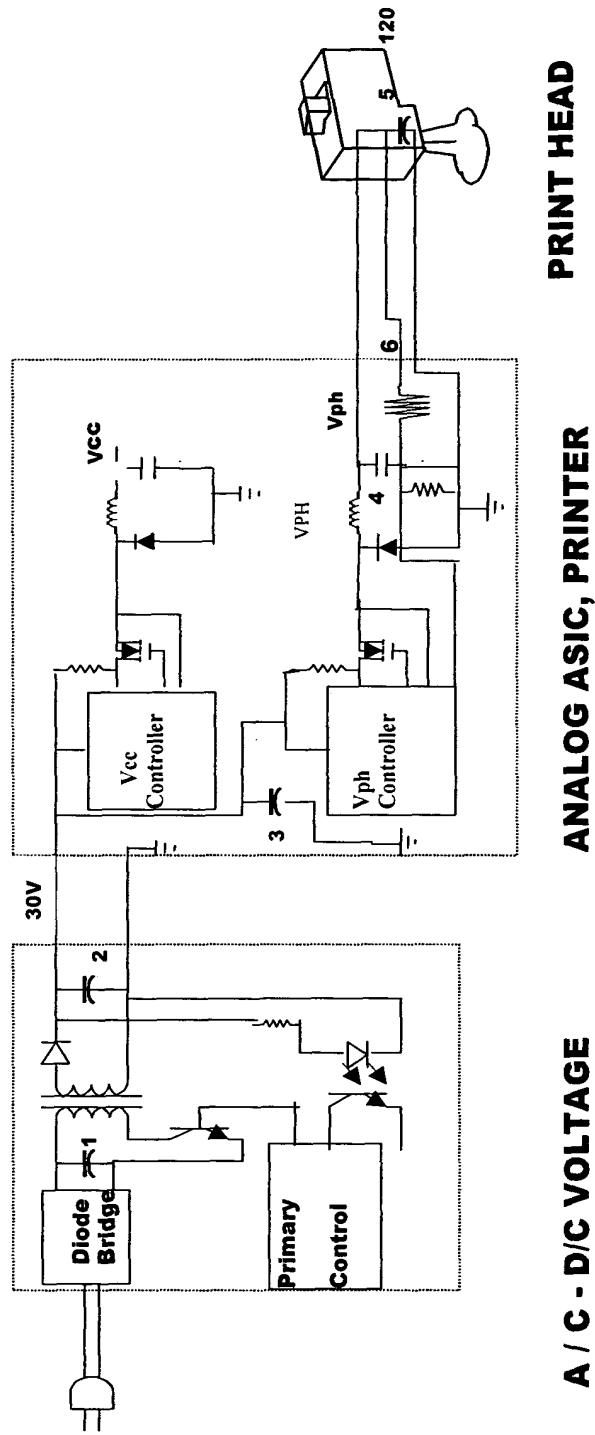 Diode
Bridge
1
Primary
Control
2
30V
Vcc
Controller
Vcc
3
Vph
Controller
VPH
4
Vph
6
5
120
A / C - D/C VOLTAGE
ANALOG ASIC, PRINTER
PRINT HEAD